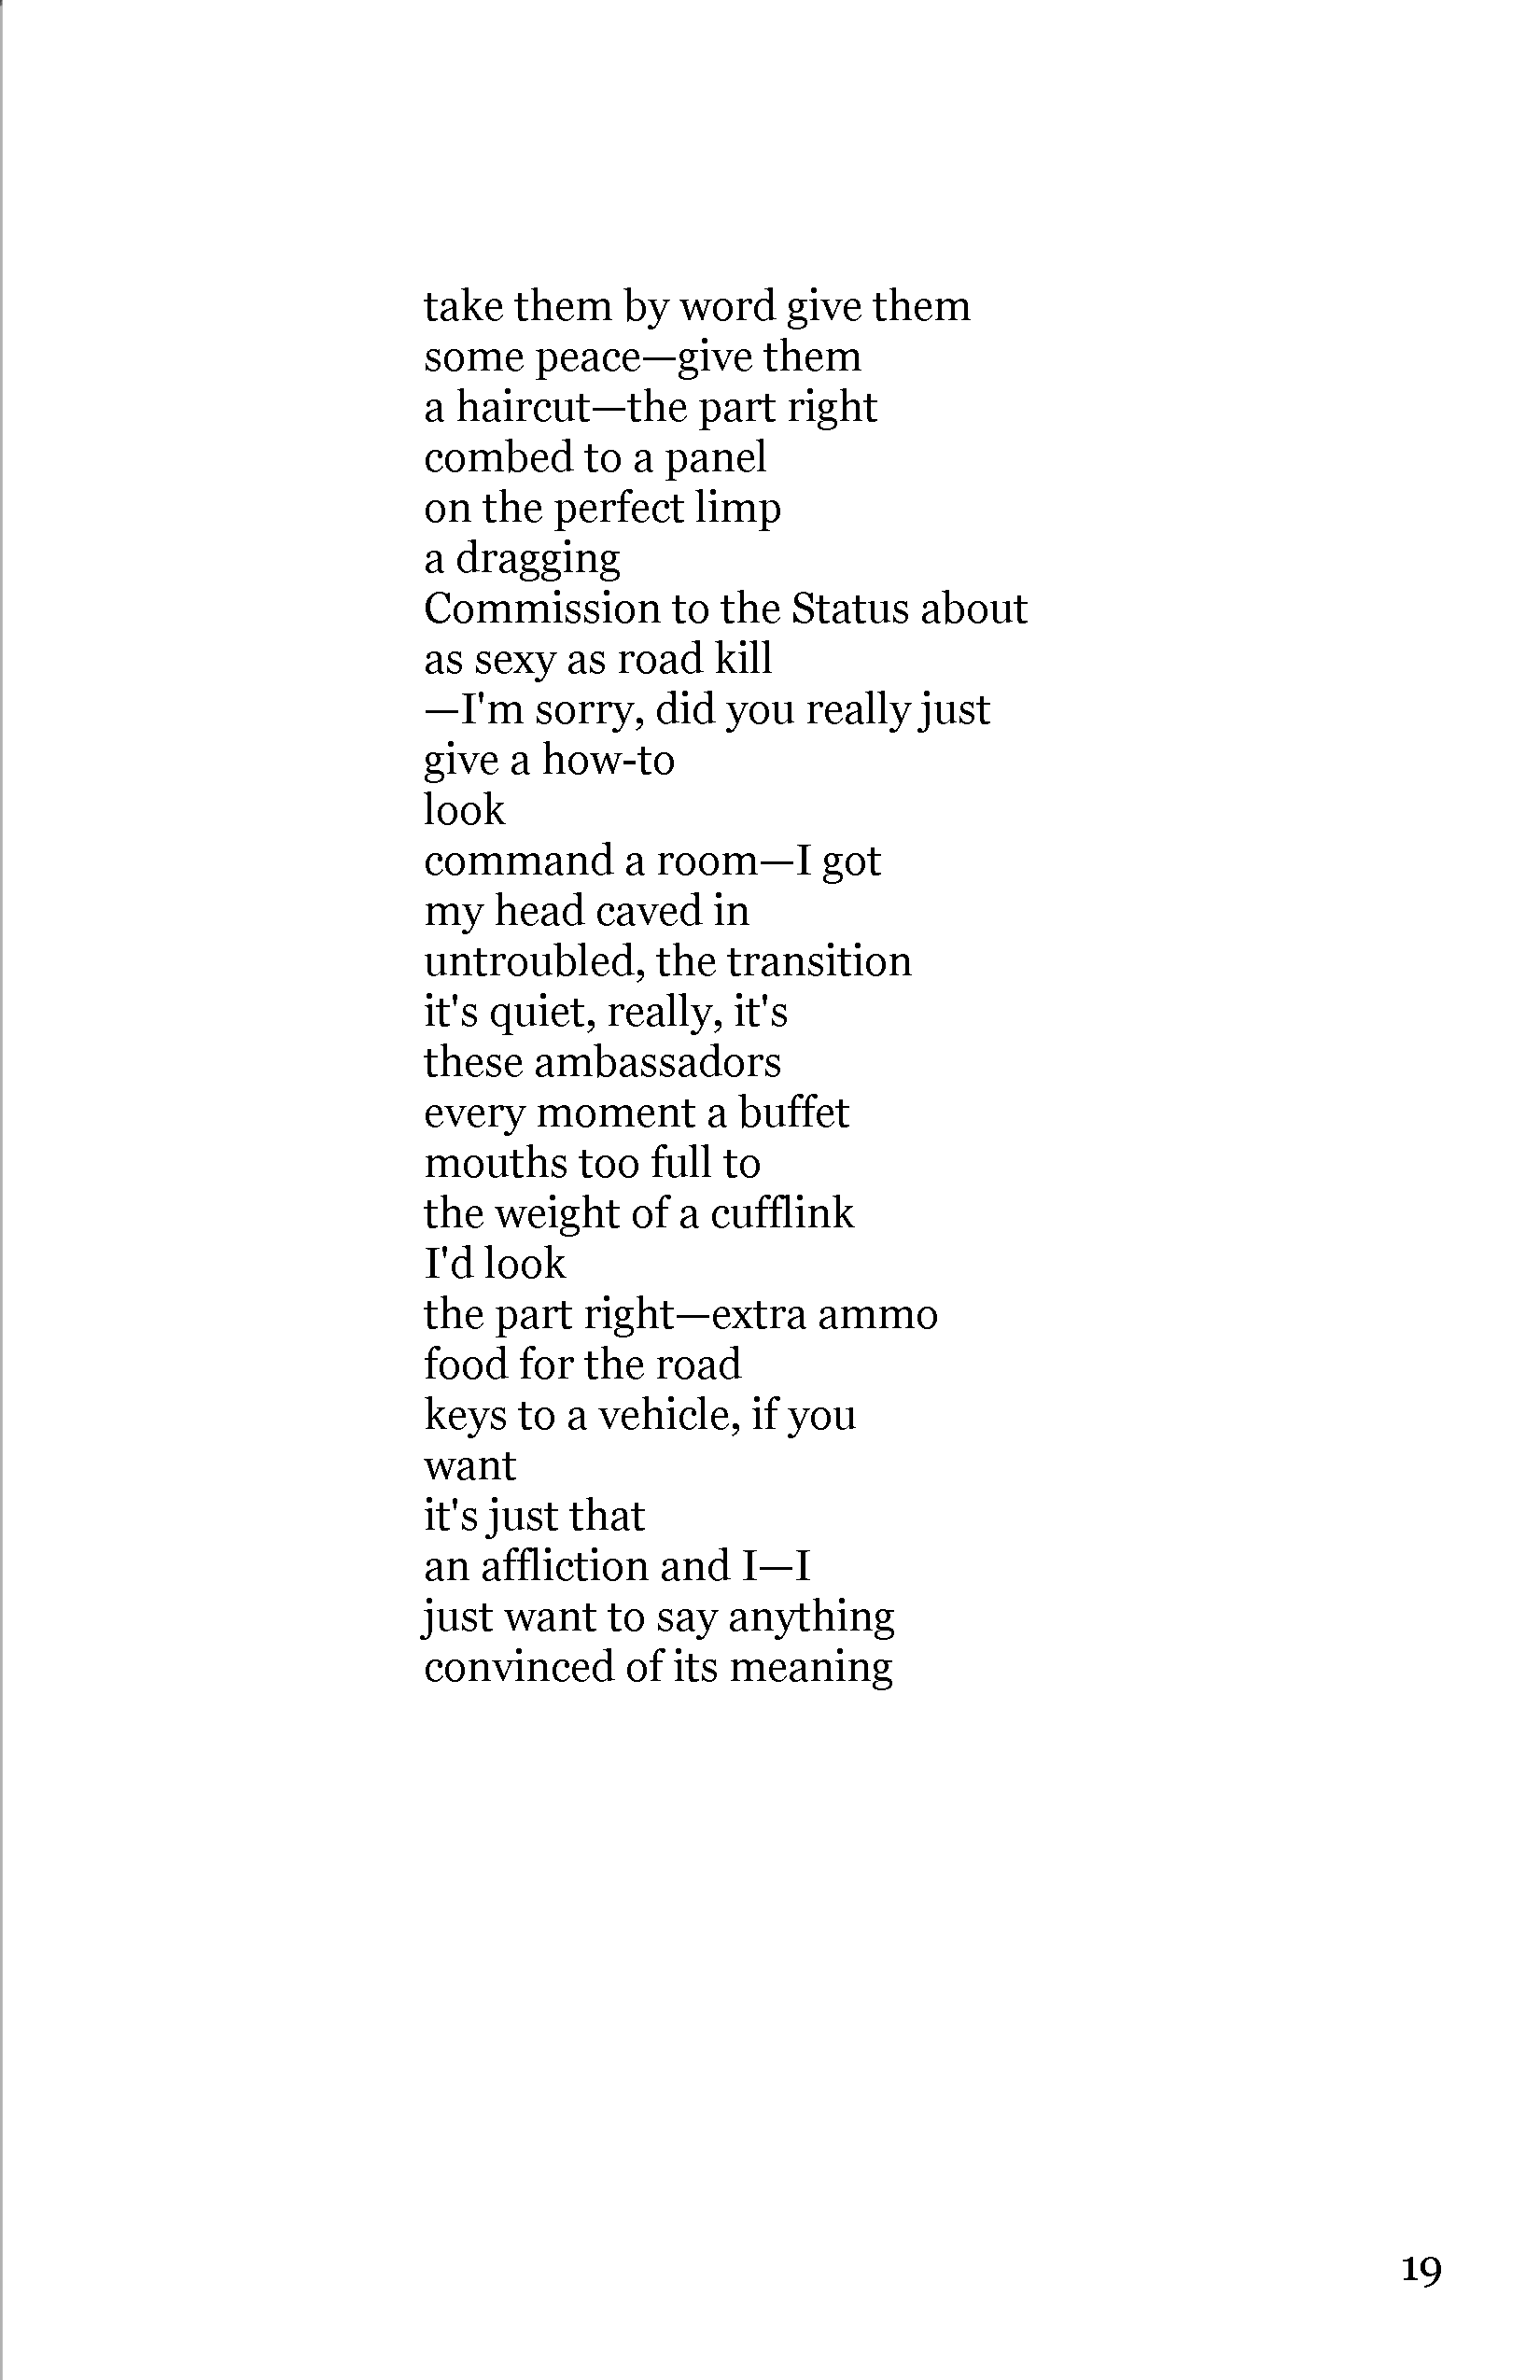 take them by word give them
some peace—give them
a haircut—the part right
combed to a panel
on the perfect limp
a dragging
Commission to the Status about
as sexy as road kill
—I'm sorry, did you really just
give a how-to
look
command a room—I got
my head caved in
untroubled, the transition
it's quiet, really, it's
these ambassadors
every moment a buffet
mouths too full to
the weight of a cufflink
I'd look
the part right—extra ammo
food for the road
keys to a vehicle, if you
want
it's just that
an affliction and I—I
just want to say anything
convinced of its meaning
19